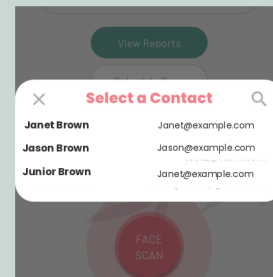 View Reports
Select a Contact
Janet Brown Janet@example.com
Jason Brown Jason@example.com
Junior Brown Janet@example.com
FACE
SCAN